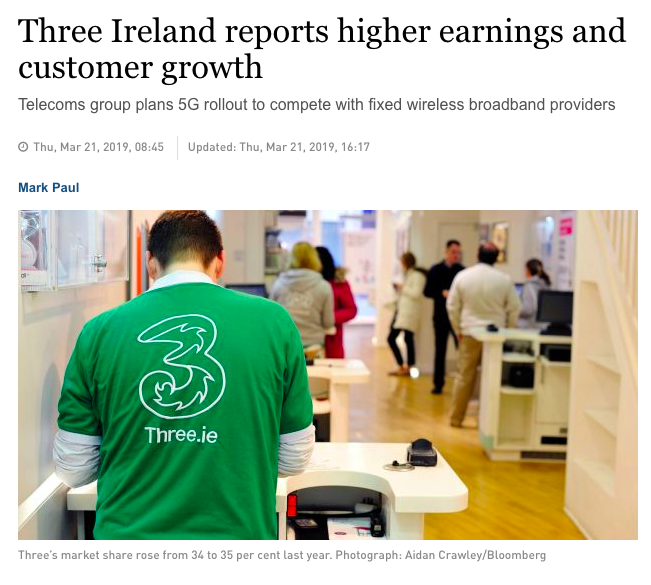 Three Ireland reports higher earnings and
customer growth
Telecoms group plans 5G rollout to compete with fixed wireless broadband providers
Thu, Mar 21, 2019, 08:45
Updated: Thu, Mar 21, 2019, 16:17
Mark Paul
3
Three.ie
Three's market share rose from 34 to 35 per cent last year. Photograph: Aidan Crawley/Bloomberg